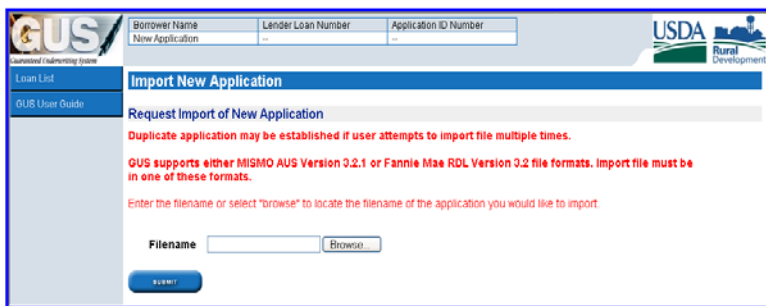 GUS
Guaranteed Underwriting System
Borrower Name Lender Loan Number Application ID Number
New Application -- --
USDA
Rural
Development
Loan List
GUS User Guide
Import New Application
Request Import of New Application
Duplicate application may be established if user attempts to import file multiple times.
GUS supports either MISMO AUS Version 3.2.1 or Fannie Mae RDL Version 3.2 file formats. Import file must be
in one of these formats.
Enter the filename or select "browse" to locate the filename of the application you would like to import
Filename Browse...
SUBMIT